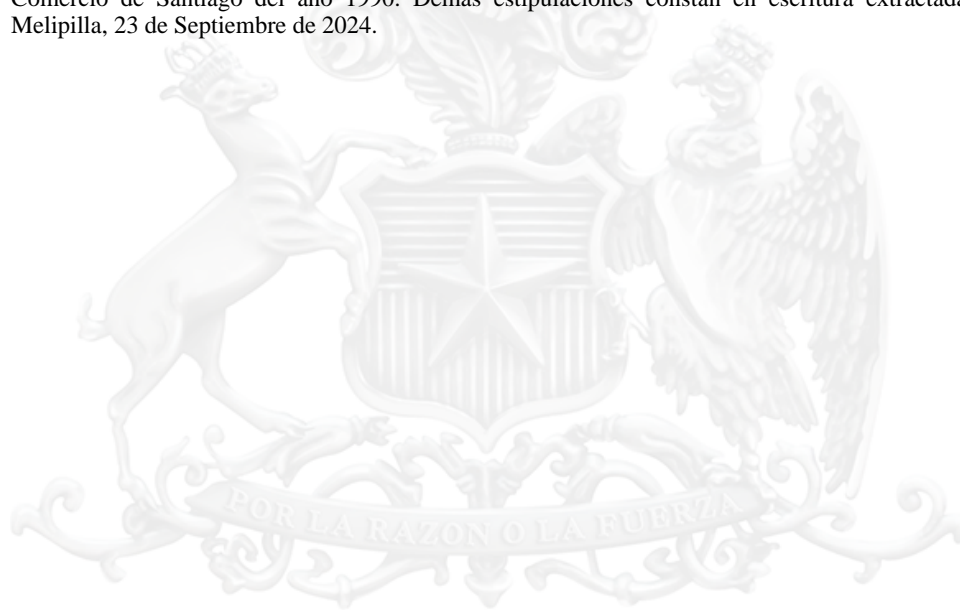 Comercio de Santiago del año 1990. Demás estipulaciones constan en escritura extractada
Melipilla, 23 de Septiembre de 2024.
POR LA RAZON O LA FUERZA